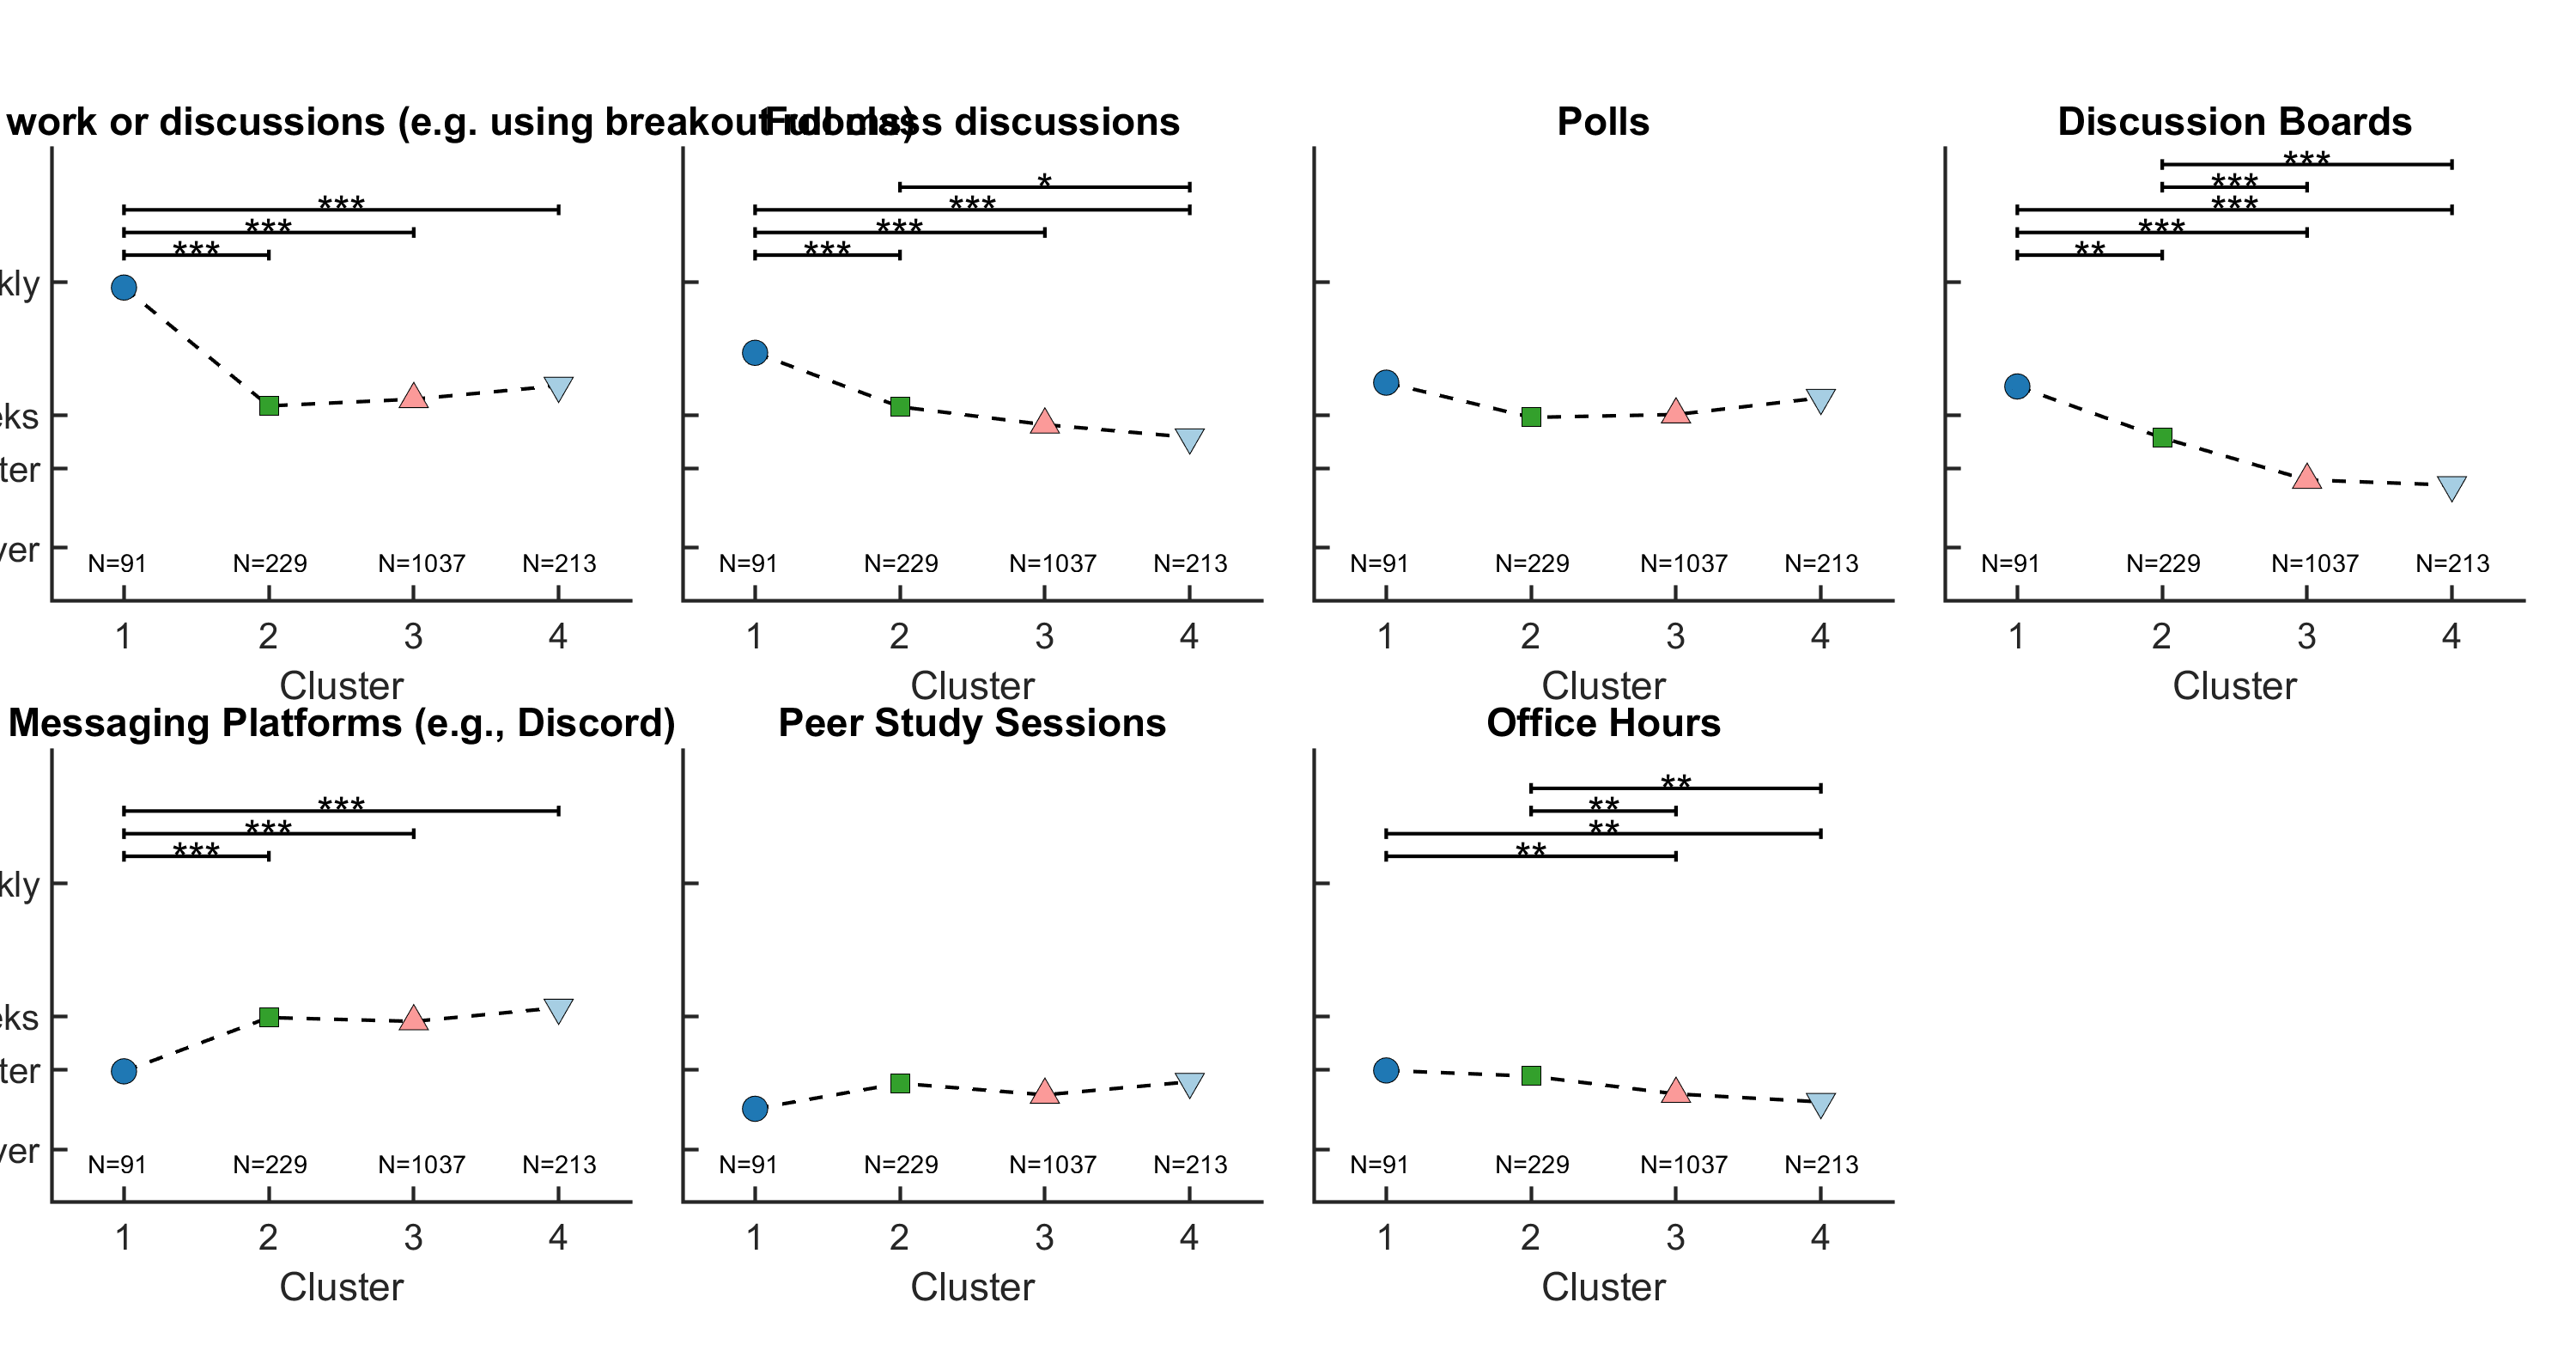 work or discussions (e.g. using breakout rooms)
Full class discussions
Polls
Discussion Boards
*** *** ***
* *** *** ***
*** *** *** *** **
kly
eks
ter
ver
N=91 N=229 N=1037 N=213
N=91 N=229 N=1037 N=213
N=91 N=229 N=1037 N=213
N=91 N=229 N=1037 N=213
1 2 3 4
1 2 3 4
1 2 3 4
1 2 3 4
Cluster
Cluster
Cluster
Cluster
Messaging Platforms (e.g., Discord)
Peer Study Sessions
Office Hours
*** *** ***
** ** ** **
kly
eks
ter
ver
N=91 N=229 N=1037 N=213
N=91 N=229 N=1037 N=213
N=91 N=229 N=1037 N=213
1 2 3 4
1 2 3 4
1 2 3 4
Cluster
Cluster
Cluster